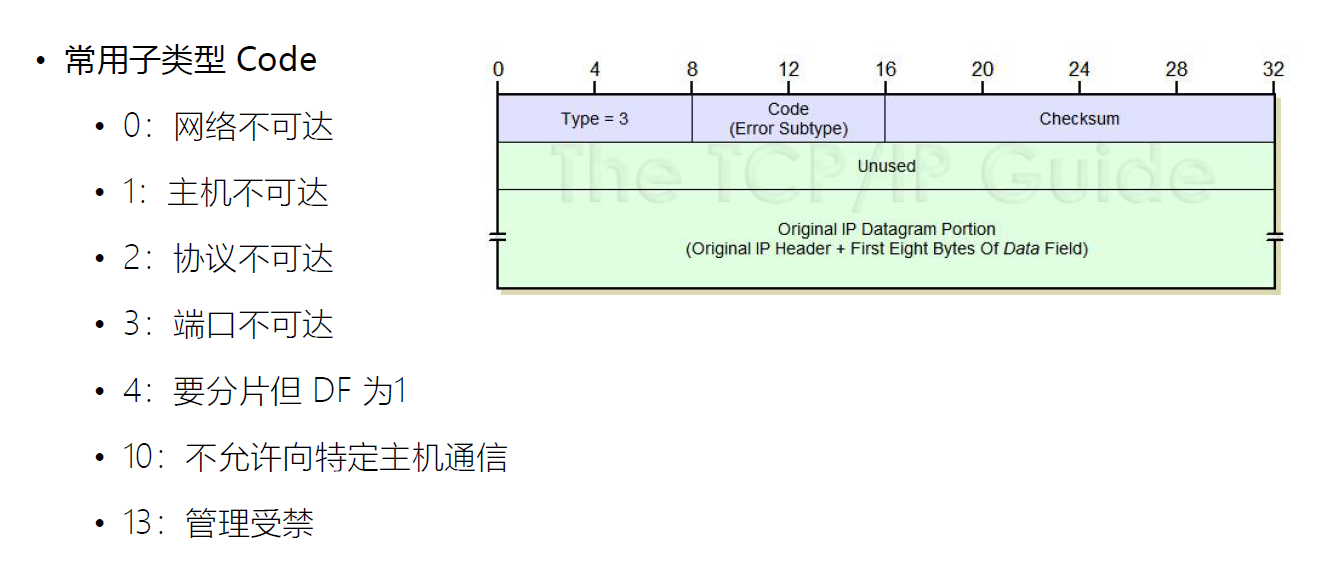 • 常用子类型 Code
• 0：网络不可达
• 1：主机不可达
• 2：协议不可达
• 3：端口不可达
• 4：要分片但 DF 为1
• 10：不允许向特定主机通信
• 13：管理受禁
0 4 8 12 16 20 24 28 32
Type = 3
Code
(Error Subtype)
Checksum
The TCP/IP Guide
Unused
Original IP Datagram Portion
(Original IP Header + First Eight Bytes Of Data Field)